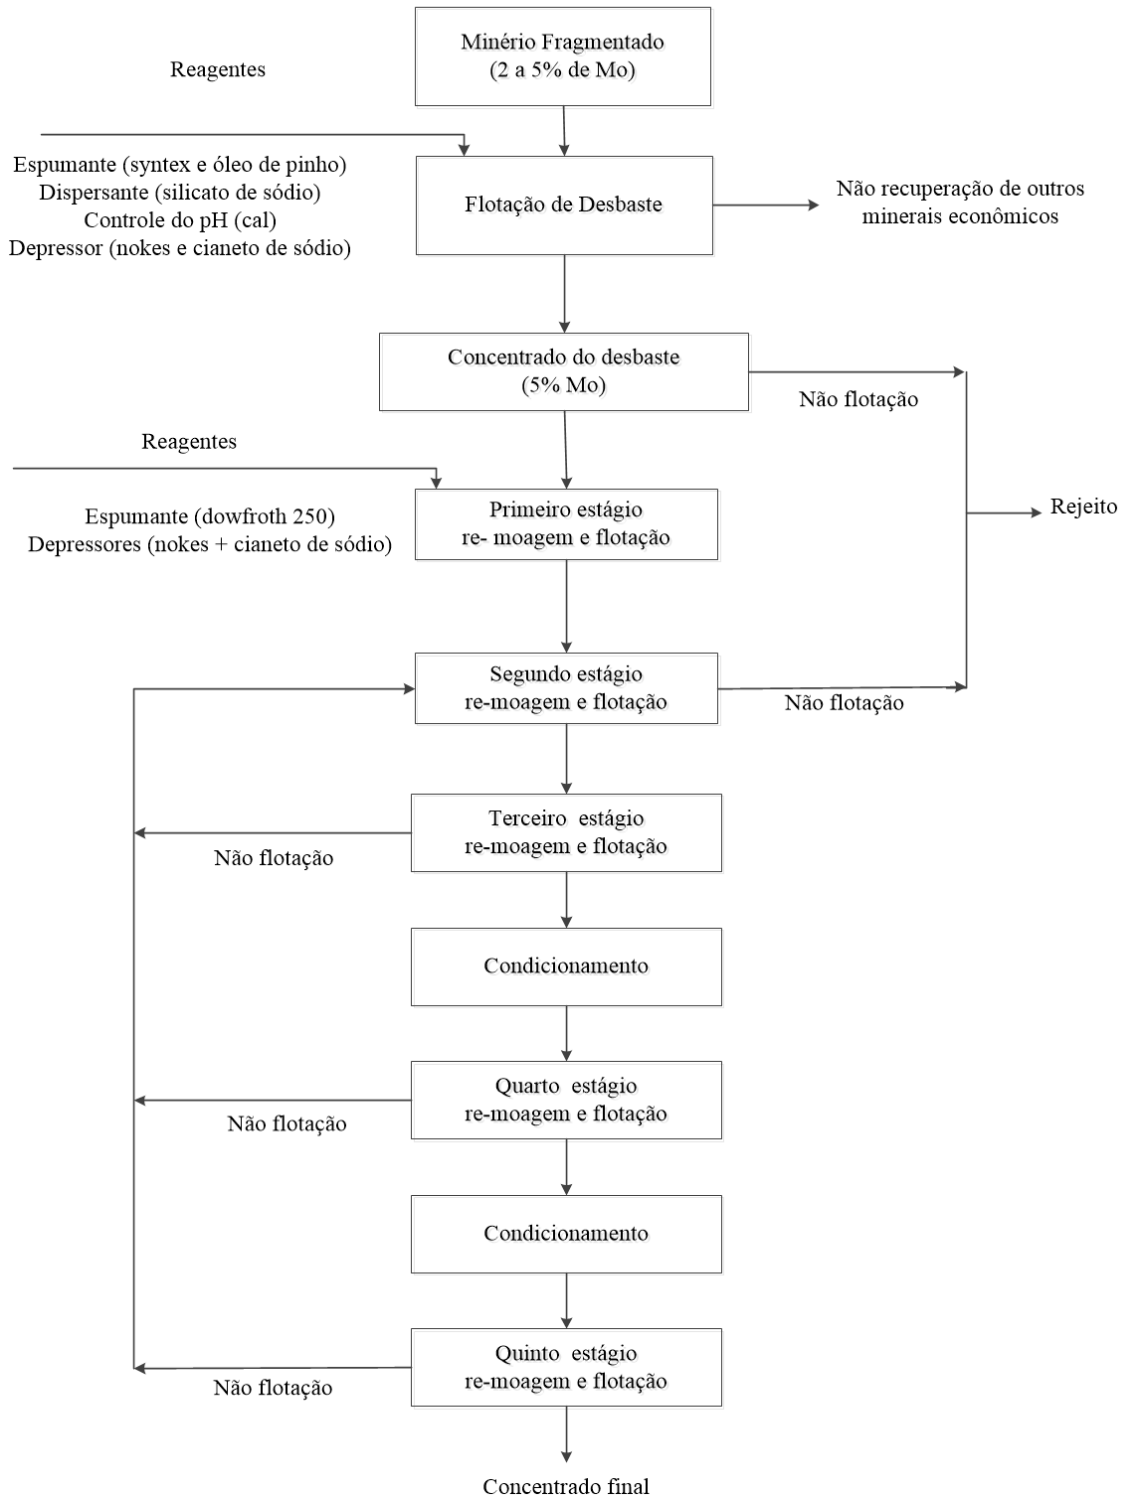 Minério Fragmentado
(2 a 5% de Mo)
Reagentes
Espumante (syntex e óleo de pinho)
Dispersante (silicato de sódio)
Controle do pH (cal)
Depressor (nokes e cianeto de sódio)
Flotação de Desbaste
Não recuperação de outros
minerais econômicos
Concentrado do desbaste
(5% Mo)
Não flotação
Reagentes
Espumante (dowfroth 250)
Depressores (nokes + cianeto de sódio)
Primeiro estágio
re- moagem e flotação
Rejeito
Segundo estágio
re-moagem e flotação
Não flotação
Terceiro estágio
re-moagem e flotação
Não flotação
Condicionamento
Quarto estágio
re-moagem e flotação
Não flotação
Condicionamento
Quinto estágio
re-moagem e flotação
Não flotação
Concentrado final